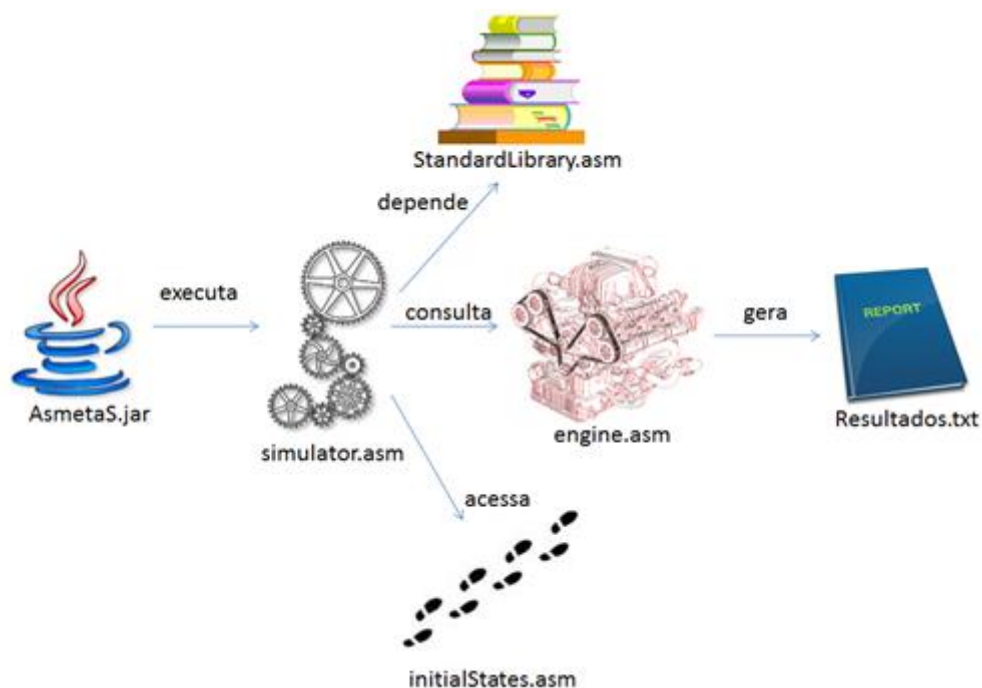 StandardLibrary.asm
depende
executa
consulta
gera
REPORT
AsmetaS.jar
simulator.asm
engine.asm
Resultados.txt
acessa
initialStates.asm